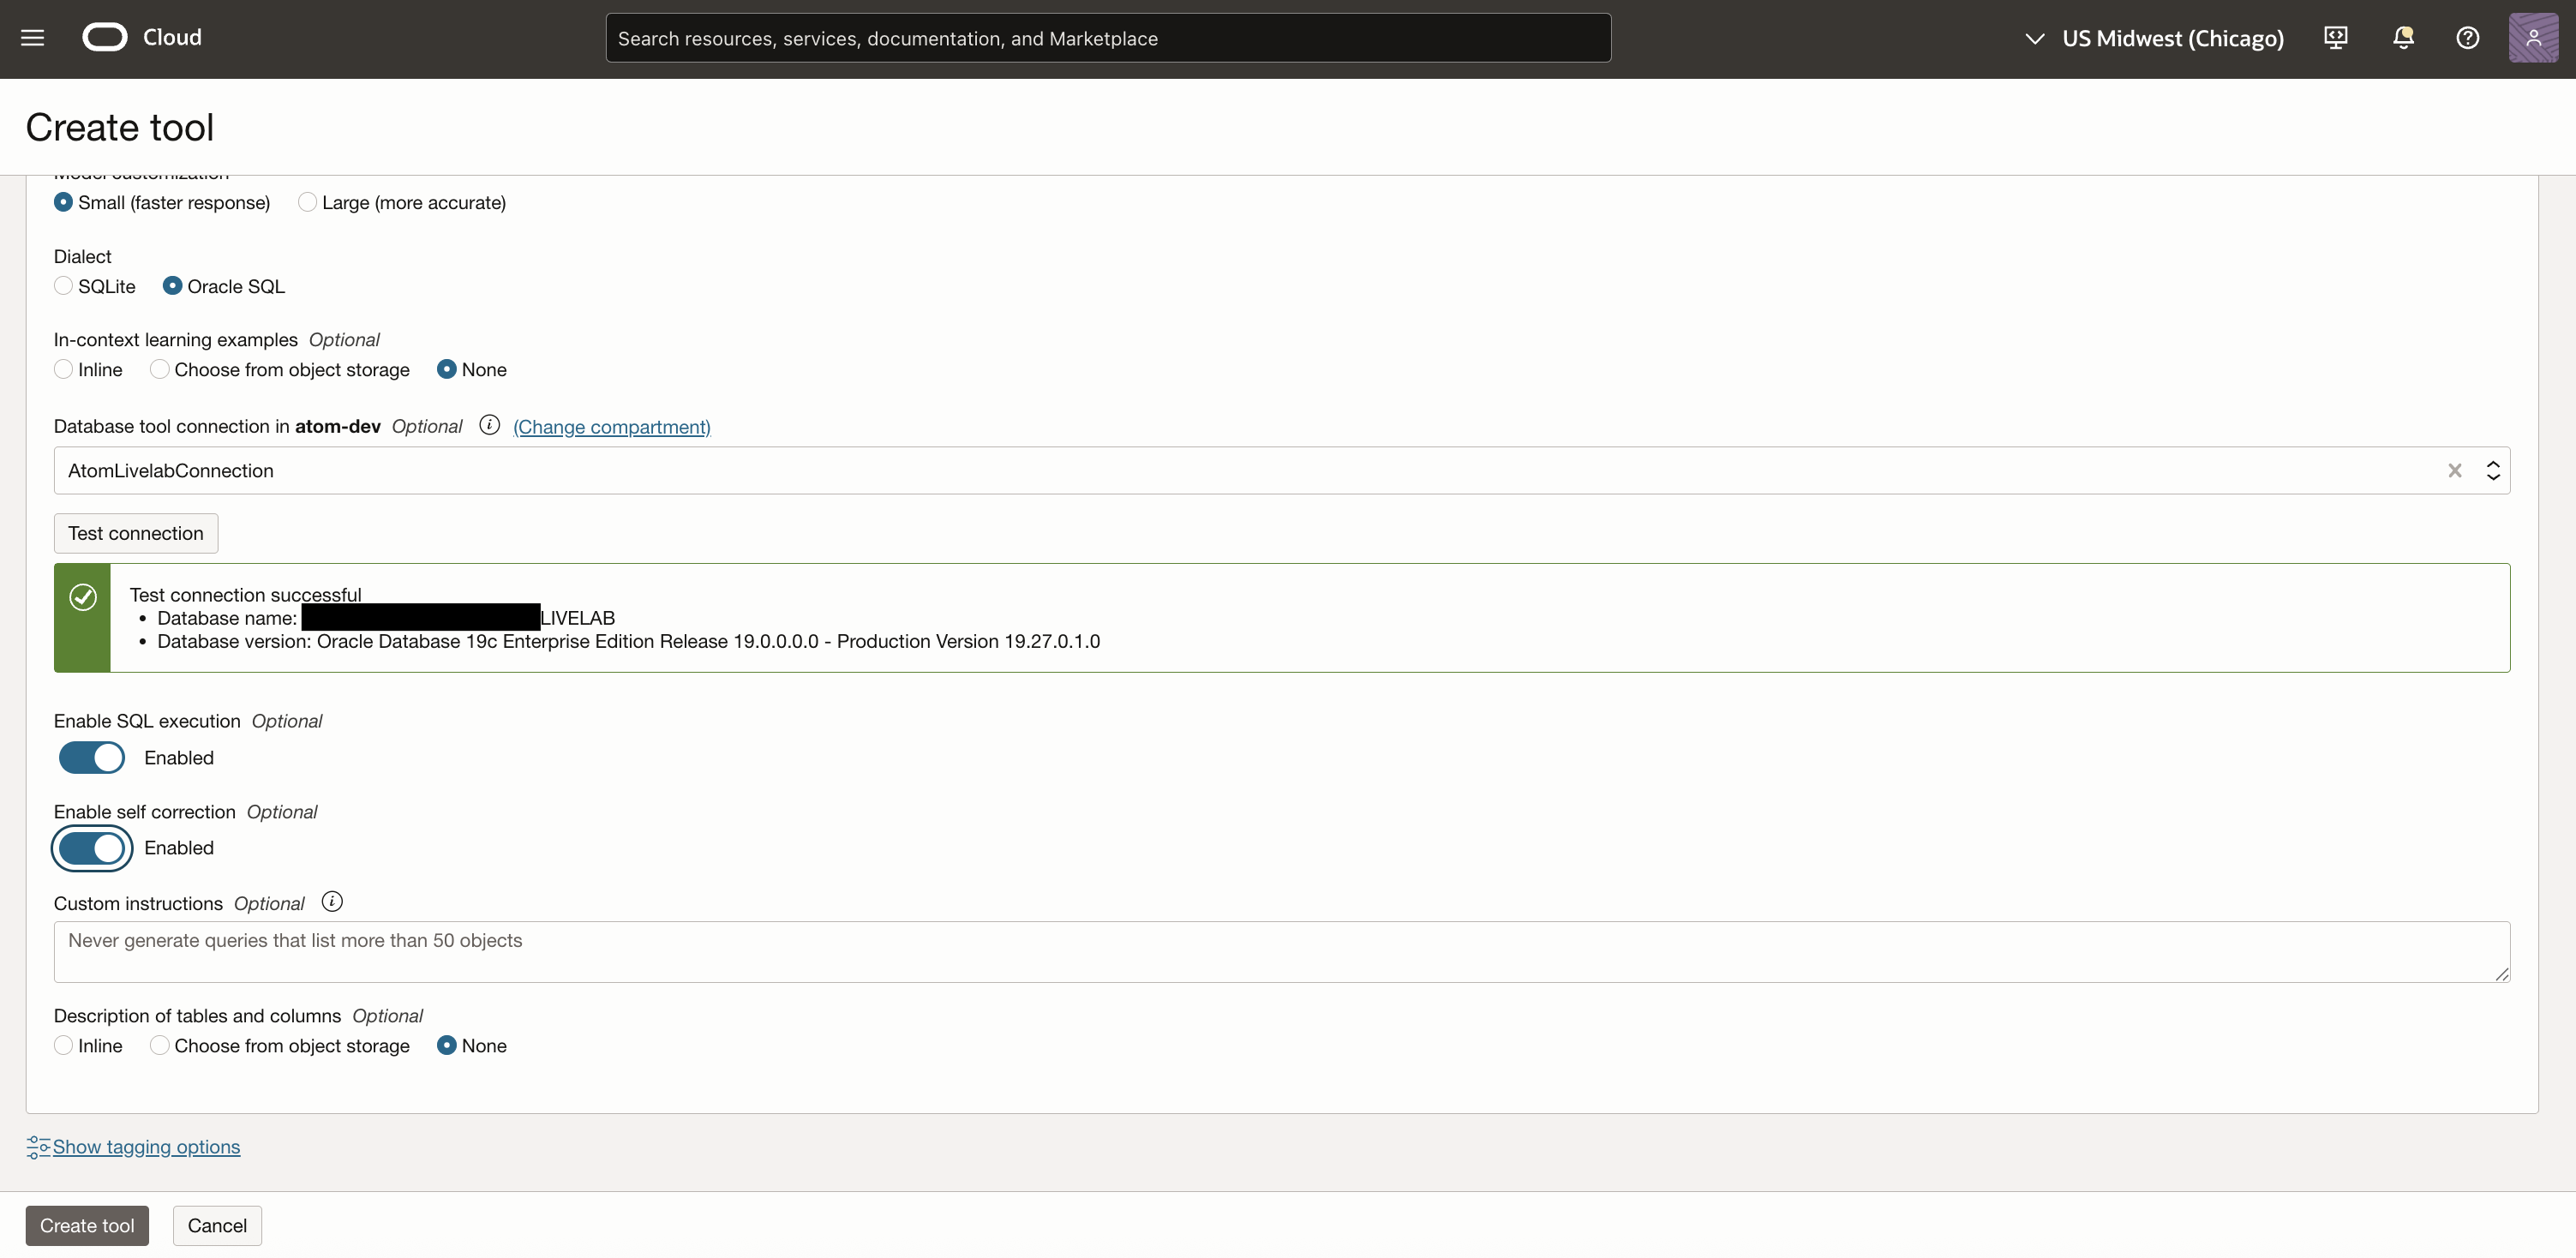 Cloud
Search resources, services, documentation, and Marketplace
US Midwest (Chicago)
Create tool
Model customization
Small (faster response) Large (more accurate)
Dialect
SQLite Oracle SQL
In-context learning examples Optional
Inline Choose from object storage None
Database tool connection in atom-dev Optional (Change compartment)
AtomLivelabConnection
Test connection
Test connection successful
• Database name: LIVELAB
• Database version: Oracle Database 19c Enterprise Edition Release 19.0.0.0.0 - Production Version 19.27.0.1.0
Enable SQL execution Optional
Enabled
Enable self correction Optional
Enabled
Custom instructions Optional
Never generate queries that list more than 50 objects
Description of tables and columns Optional
Inline Choose from object storage None
Show tagging options
Create tool Cancel